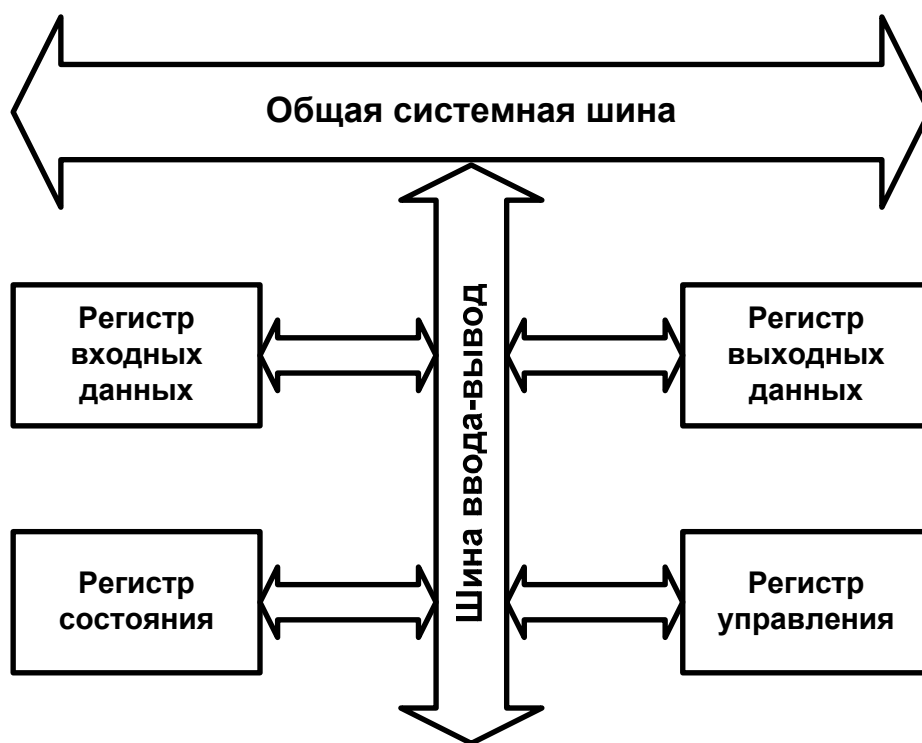 Общая системная шина
Шина ввода-вывод
Регистр
входных
данных
Регистр
выходных
данных
Регистр
состояния
Регистр
управления